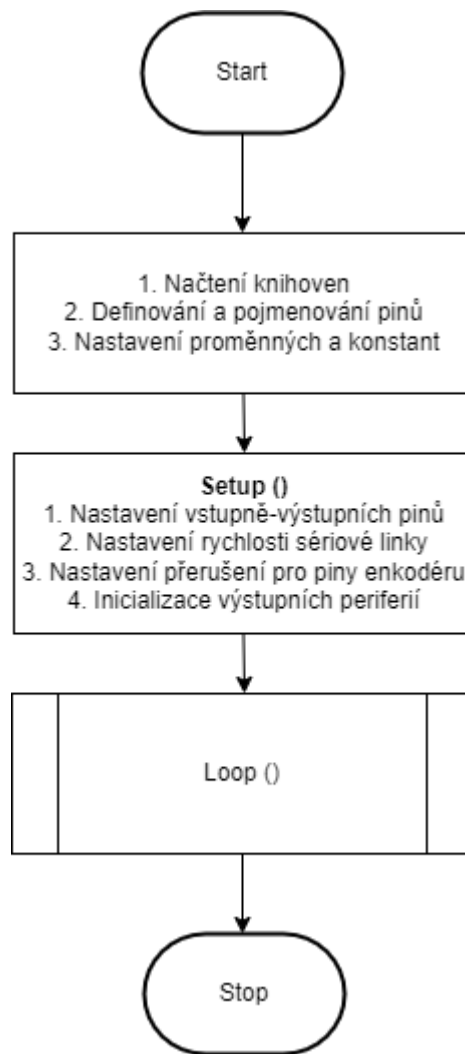 Start
1. Načtení knihoven
2. Definování a pojmenování pinů
3. Nastavení proměnných a konstant
Setup ()
1. Nastavení vstupně-výstupních pinů
2. Nastavení rychlosti sériové linky
3. Nastavení přerušení pro piny enkodéru
4. Inicializace výstupních periferií
Loop ()
Stop